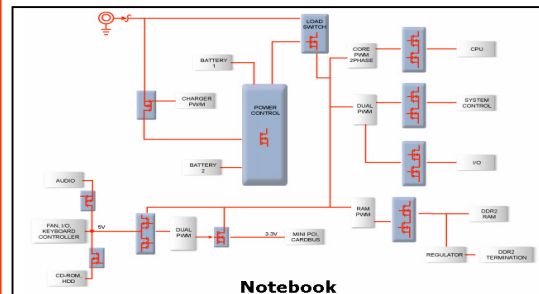 LOAD
SWITCH
BATTERY
1
CORE
PWM
2PHASE
CPU
CHARGER
PWM
POWER
CONTROL
DUAL
PWM
SYSTEM
CONTROL
BATTERY
2
I/O
AUDIO
FAN, I/O,
KEYBOARD
CONTROLLER
5V
DUAL
PWM
3.3V
MINI PCI,
CARDBUS
RAM
PWM
DDR2
RAM
CD-ROM,
HDD
REGULATOR
DDR2
TERMINATION
Notebook